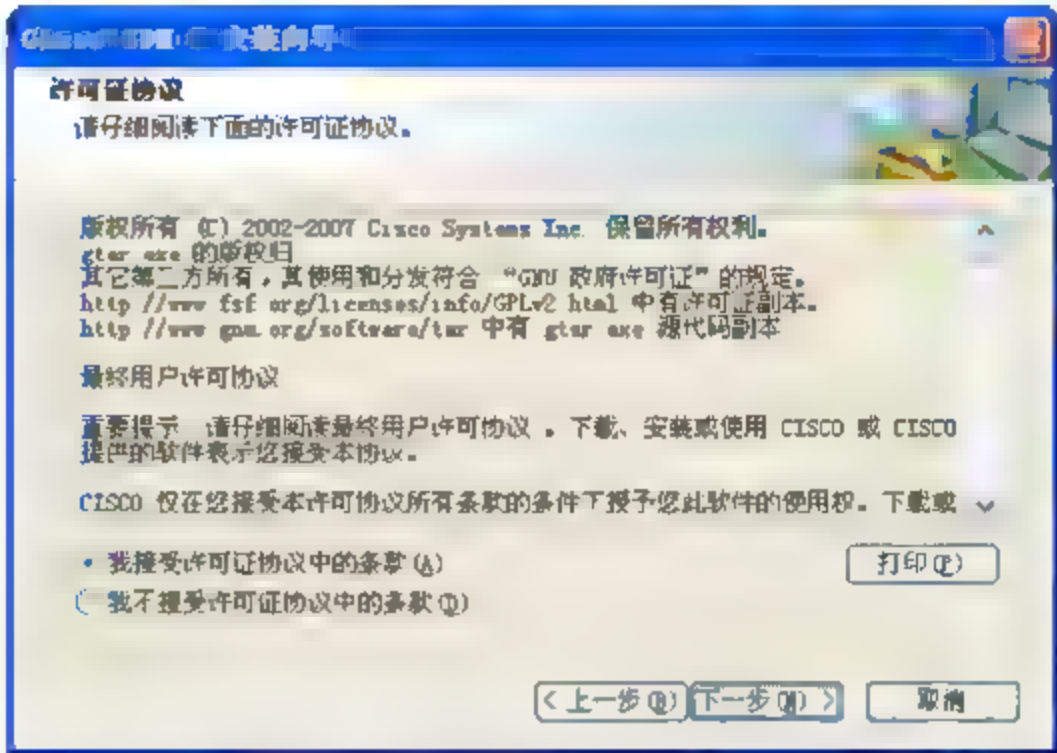 Cisco SDM 安装向导
许可证协议
请仔细阅读下面的许可证协议。
版权所有 (C) 2002-2007 Cisco Systems Inc. 保留所有权利。
gtar exe 的版权归
其它第三方所有，其使用和分发符合 “GNU 政府许可证” 的规定。
http //www fsf org/licenses/info/GPLv2 html 中有许可证副本。
http //www gnu.org/software/tar 中有 gtar exe 源代码副本
最终用户许可协议
重要提示 请仔细阅读最终用户许可协议 。下载、安装或使用 CISCO 或 CISCO
提供的软件表示您接受本协议。
CISCO 仅在您接受本许可协议所有条款的条件下授予您此软件的使用权。下载或
我接受许可证协议中的条款(A)
打印(P)
我不接受许可证协议中的条款(D)
< 上一步(B)
下一步(N) >
取消